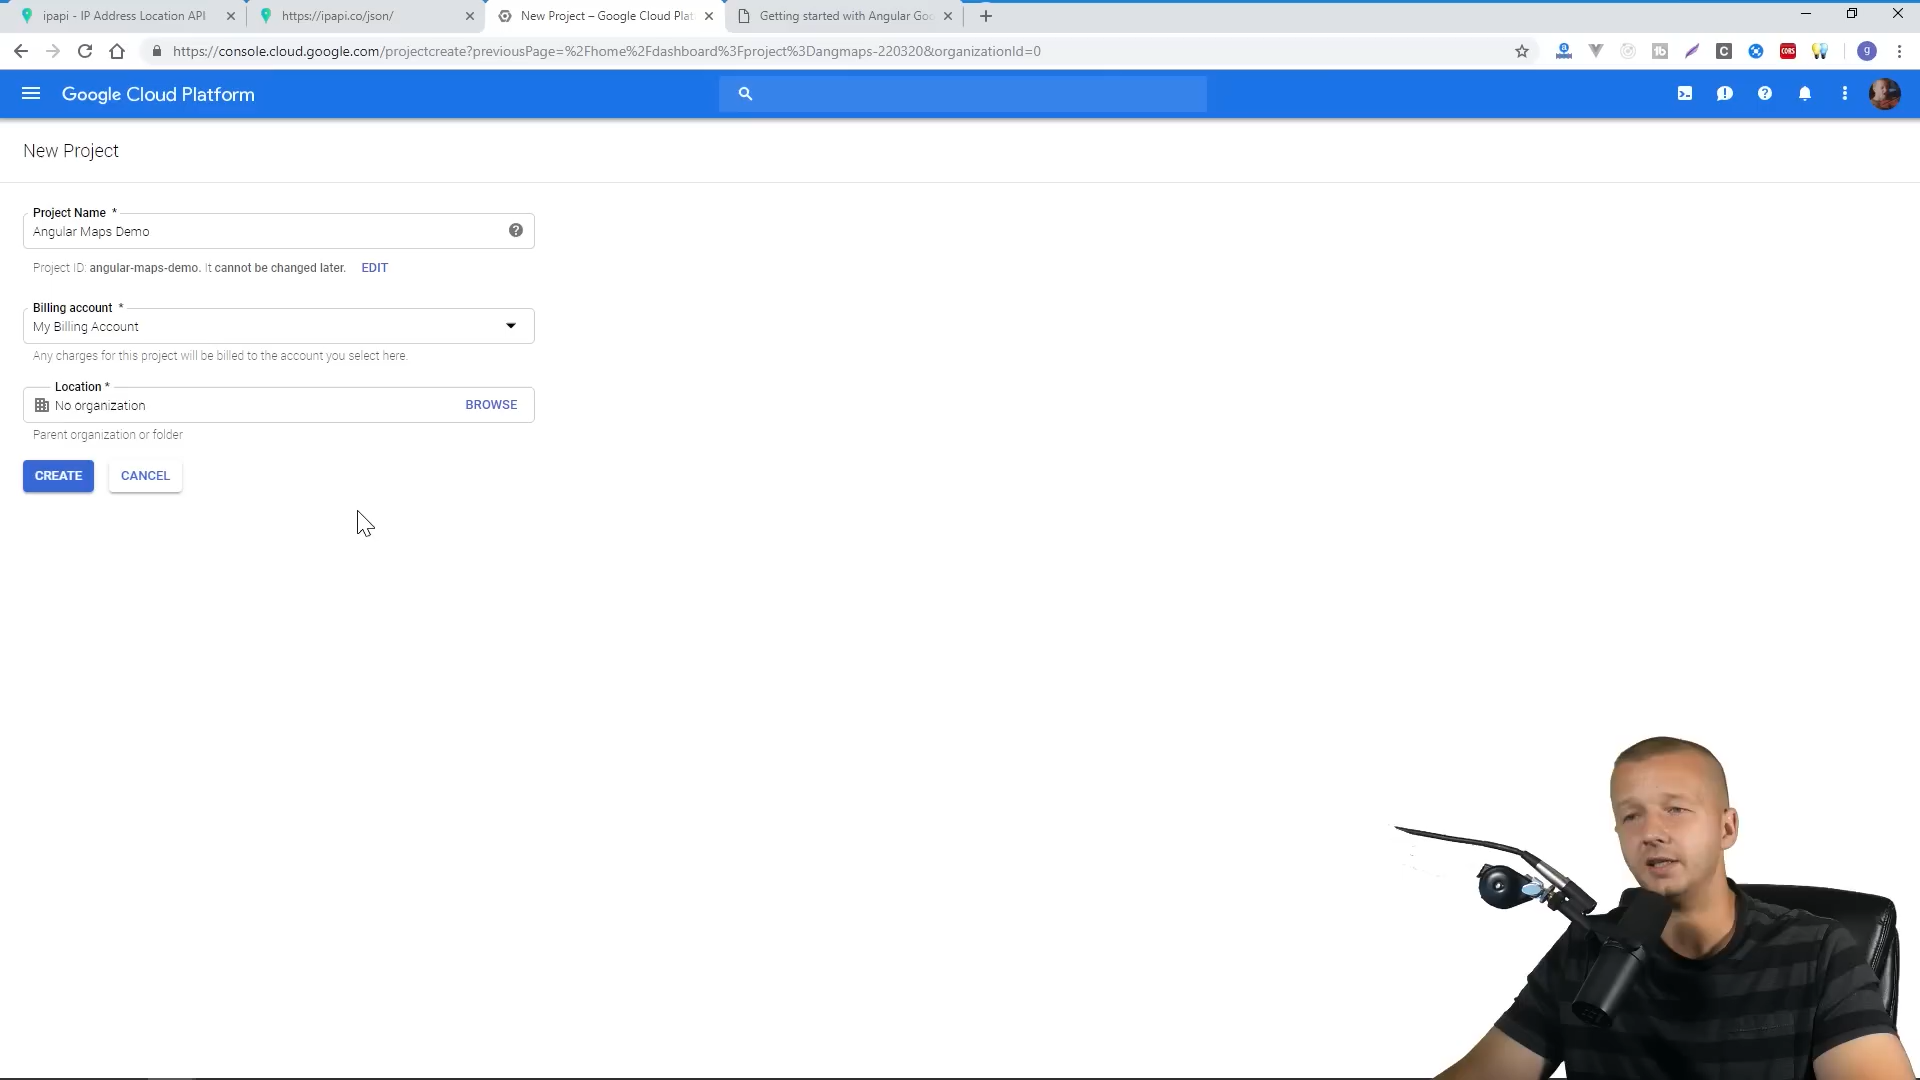 ipapi - IP Address Location API
https://ipapi.co/json/
New Project – Google Cloud Plat
Getting started with Angular Goo
https://console.cloud.google.com/projectcreate?previousPage=%2Fhome%2Fdashboard%3Fproject%3Dangmaps-220320&organizationId=0
CORS
g
Google Cloud Platform
New Project
Project Name *
Angular Maps Demo
Project ID: angular-maps-demo. It cannot be changed later. EDIT
Billing account *
My Billing Account
Any charges for this project will be billed to the account you select here.
Location *
No organization BROWSE
Parent organization or folder
CREATE CANCEL